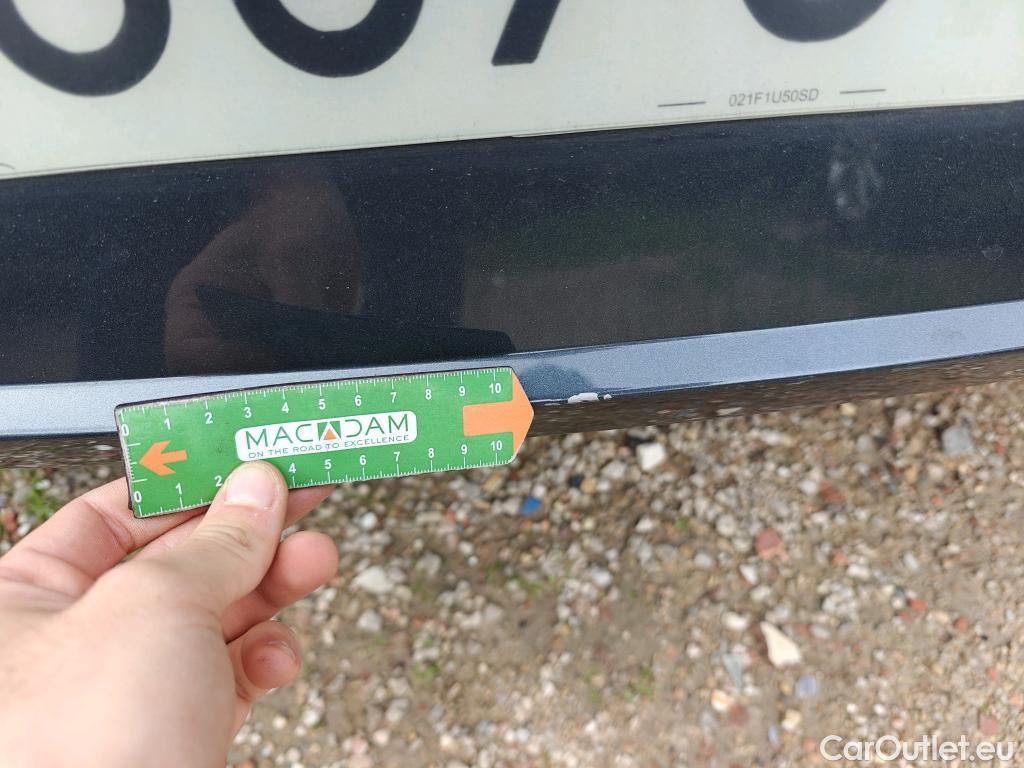 021F1U50SD
0 1 2 3 4 5 6 7 8 9 10
MACADAM
ON THE ROAD TO EXCELLENCE
0 1 2 4 5 6 7 8 9 10
CarOutlet.eu